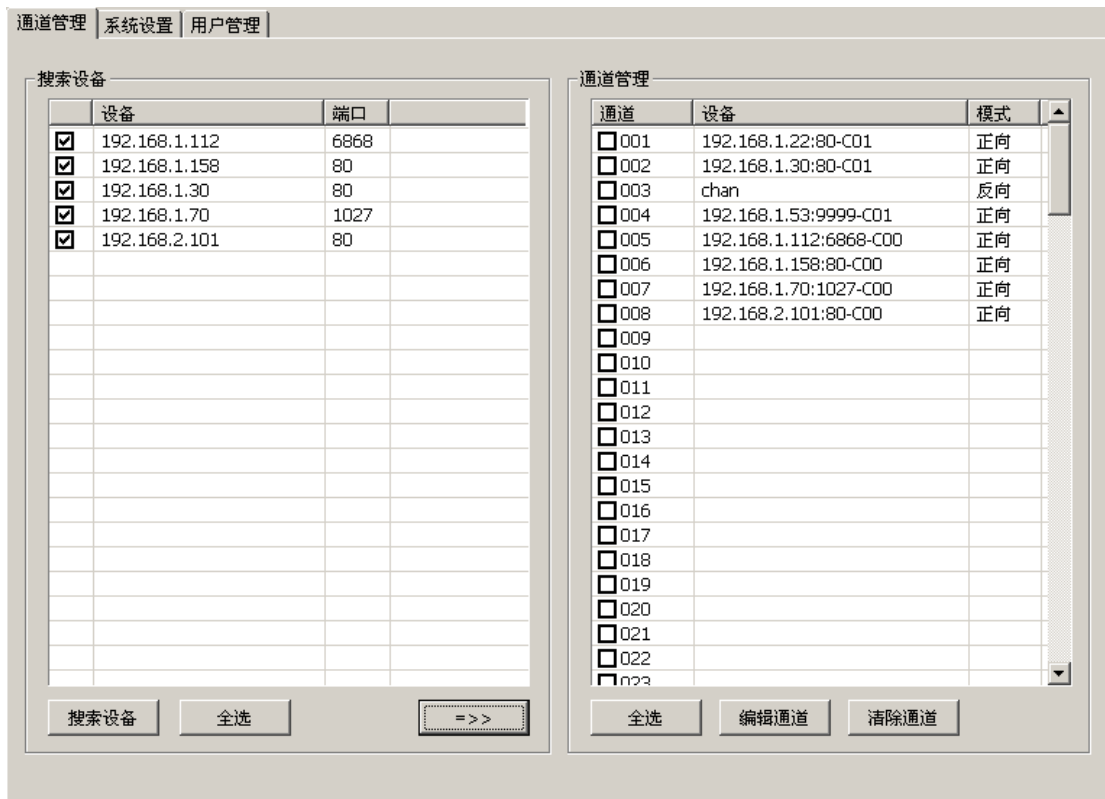 通道管理 系统设置 用户管理
搜索设备
设备 端口
192.168.1.112 6868
192.168.1.158 80
192.168.1.30 80
192.168.1.70 1027
192.168.2.101 80
搜索设备 全选 =>>
通道管理
通道 设备 模式
001 192.168.1.22:80-C01 正向
002 192.168.1.30:80-C01 正向
003 chan 反向
004 192.168.1.53:9999-C01 正向
005 192.168.1.112:6868-C00 正向
006 192.168.1.158:80-C00 正向
007 192.168.1.70:1027-C00 正向
008 192.168.2.101:80-C00 正向
009
010
011
012
013
014
015
016
017
018
019
020
021
022
023
全选 编辑通道 清除通道